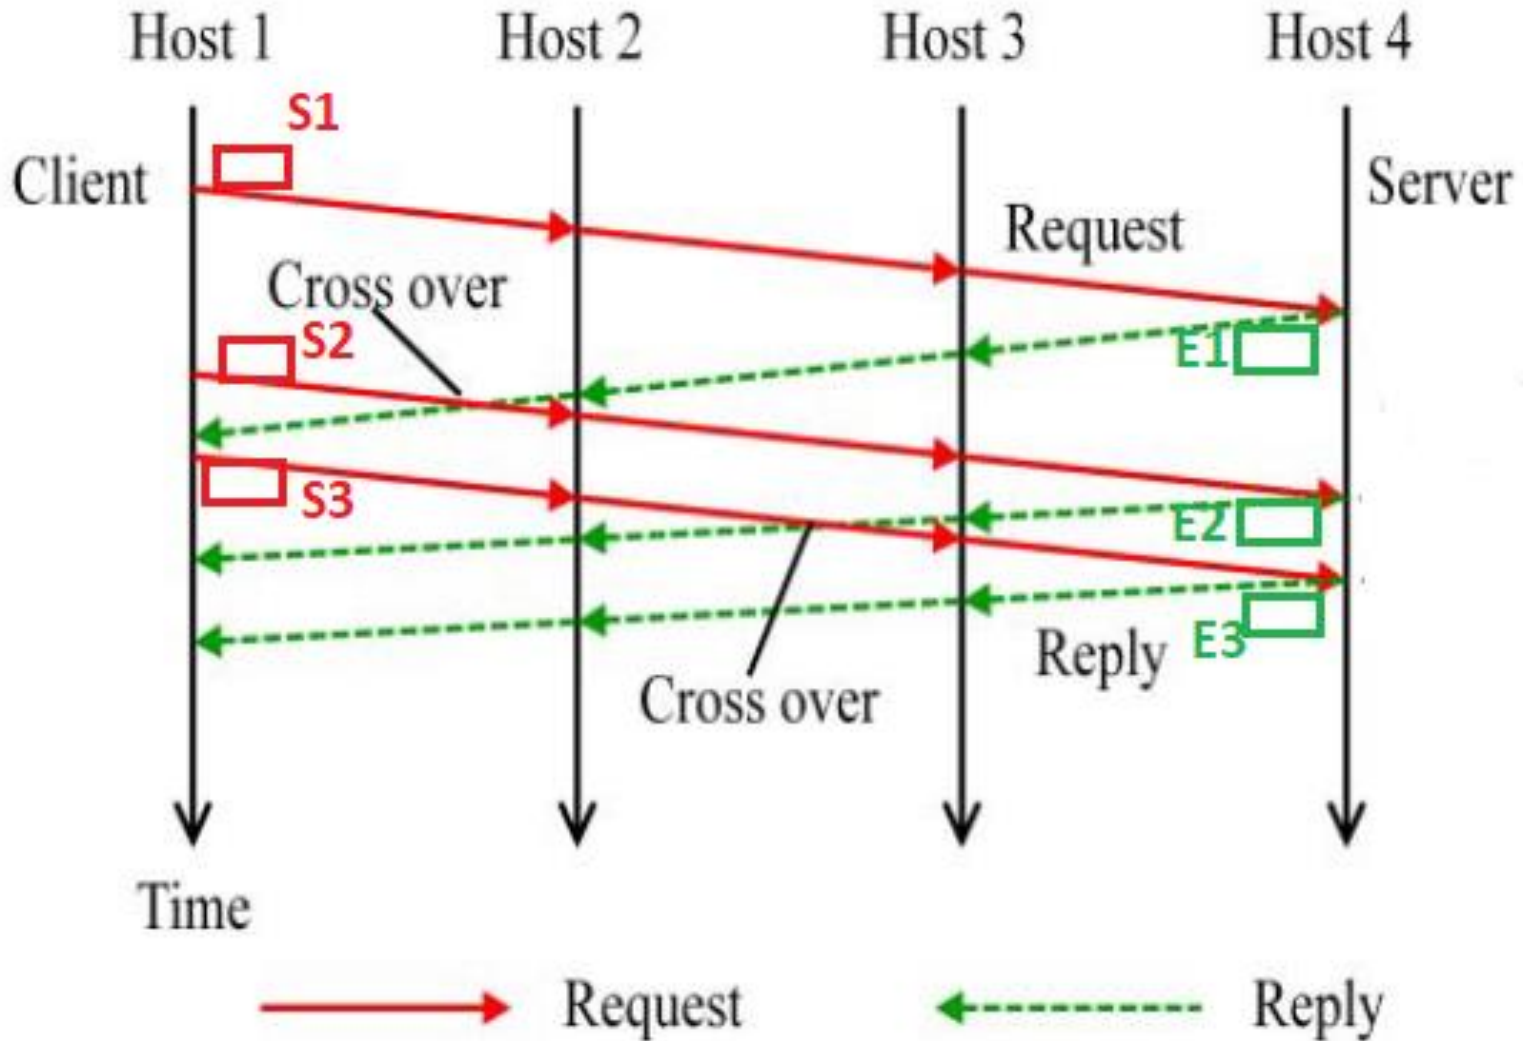 Host 1
Host 2
Host 3
Host 4
S1
Client
Server
Request
Cross over
S2
E1
S3
E2
E3
Reply
Cross over
Time
Request
Reply